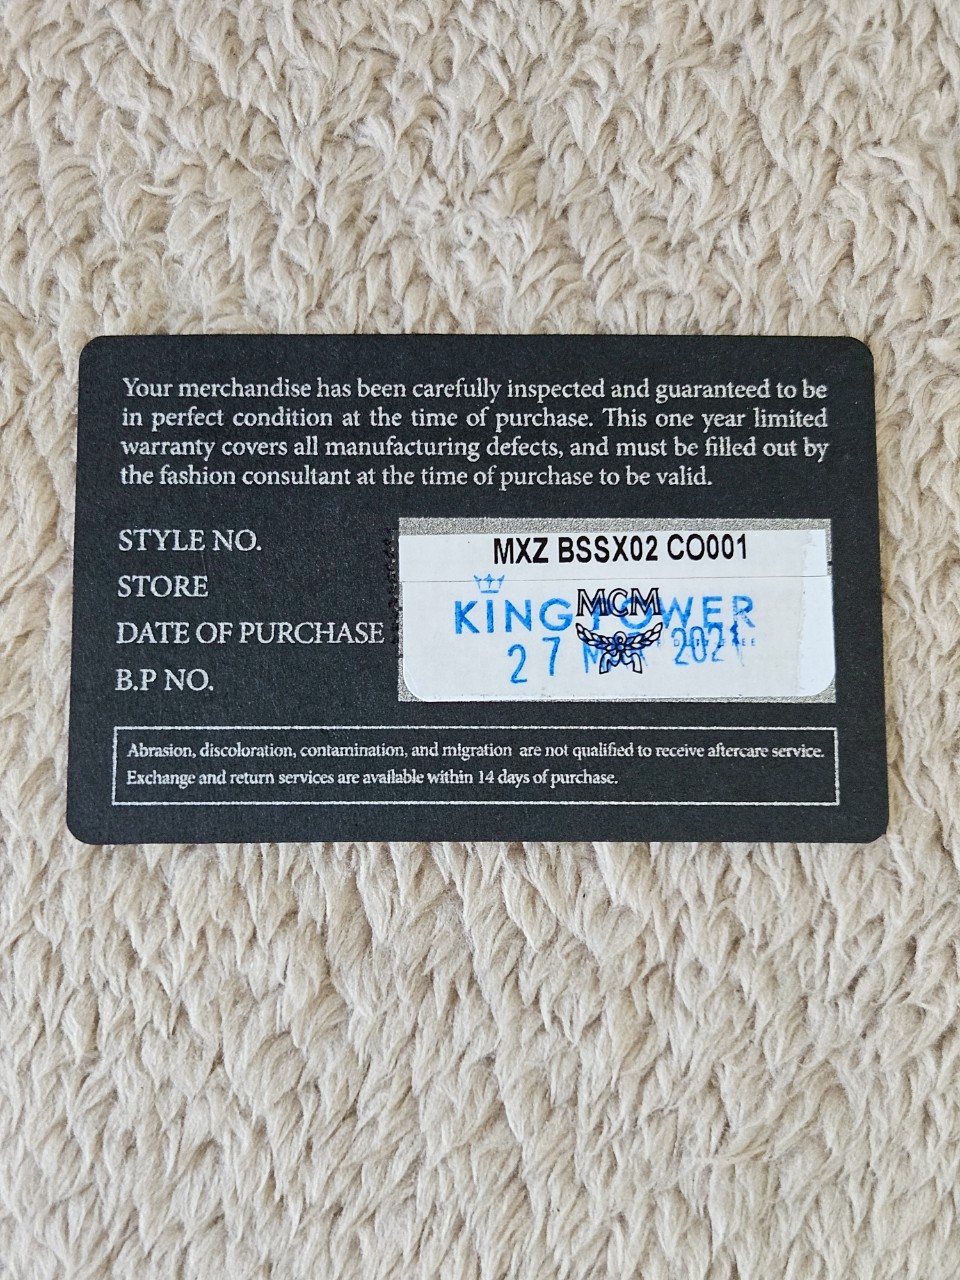 Your merchandise has been carefully inspected and guaranteed to be
in perfect condition at the time of purchase. This one year limited
warranty covers all manufacturing defects, and must be filled out by
the fashion consultant at the time of purchase to be valid.
STYLE NO.
MXZ BSSX02 CO001
STORE
MCM
KING POWER
DATE OF PURCHASE
27 2021
B.P NO.
Abrasion, discoloration, contamination, and migration are not qualified to receive aftercare service.
Exchange and return services are available within 14 days of purchase.